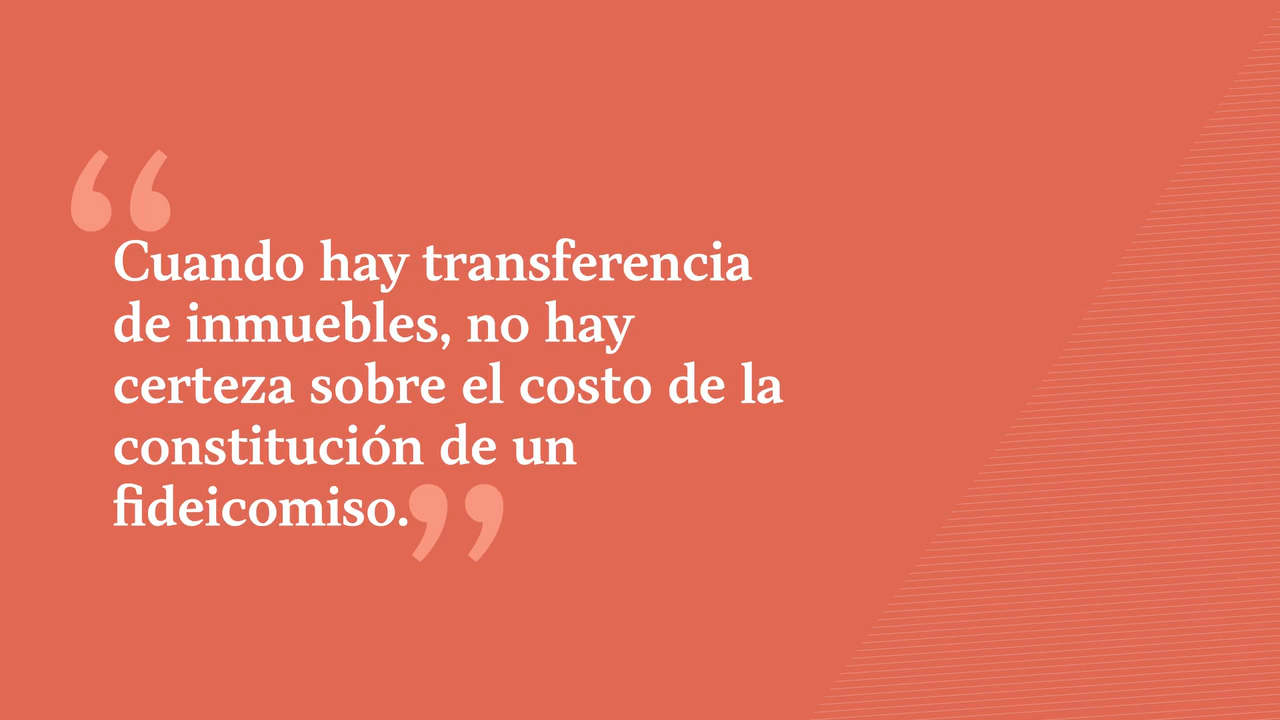 “Cuando hay transferencia
de inmuebles, no hay
certeza sobre el costo de la
constitución de un
fideicomiso.”